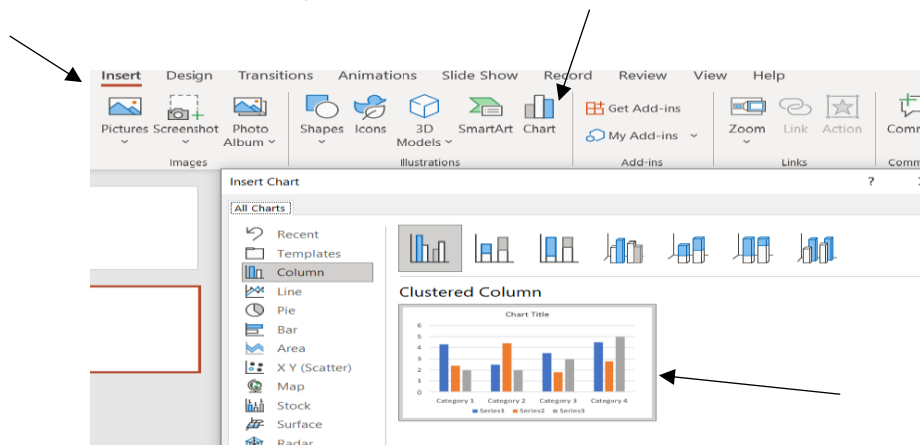 Insert Design Transitions Animations Slide Show Record Review View Help
Pictures Screenshot Photo Album Shapes Icons 3D Models SmartArt Chart Get Add-ins
My Add-ins Zoom Link Action
Images Illustrations Add-ins Links
Insert Chart ?
All Charts
Recent
Templates
Column
Line
Pie
Bar
Area
X Y (Scatter)
Map
Stock
Surface
Radar
Clustered Column
Chart Title
6
5
4
3
2
1
0
Category 1 Category 2 Category 3 Category 4
Series1 Series2 Series3